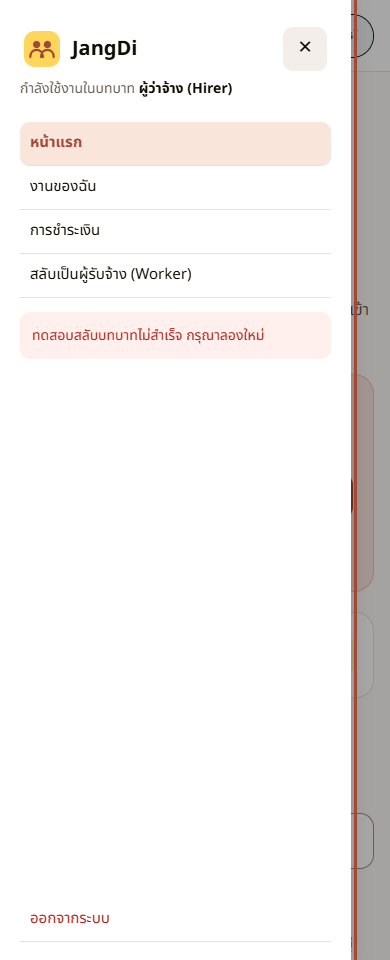 JangDi
✕
กำลังใช้งานในบทบาท ผู้ว่าจ้าง (Hirer)
หน้าแรก
งานของฉัน
การชำระเงิน
สลับเป็นผู้รับจ้าง (Worker)
ทดสอบสลับบทบาทไม่สำเร็จ กรุณาลองใหม่
ออกจากระบบ